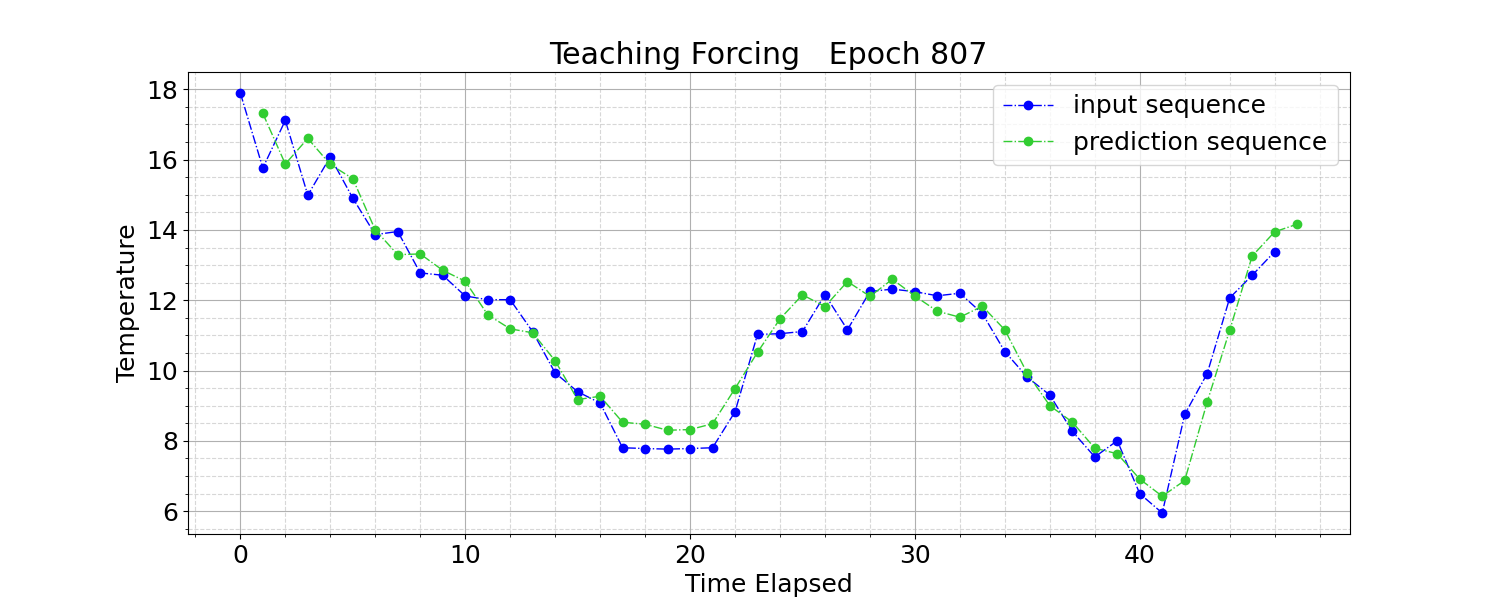 Teaching Forcing   Epoch 807
input sequence
prediction sequence
Temperature
18
16
14
12
10
8
6
0 10 20 30 40
Time Elapsed